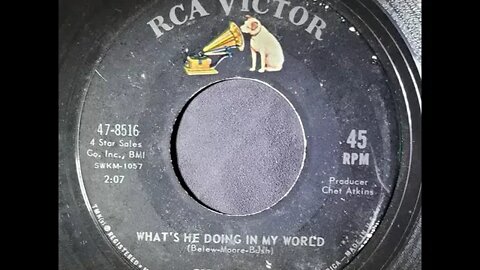 RCA VICTOR
47-8516
4 Star Sales
Co. Inc., BMI
SWKM-1057
2:07
45
RPM
Producer
Chet Atkins
WHAT'S HE DOING IN MY WORLD
(Belew-Moore-Bush)